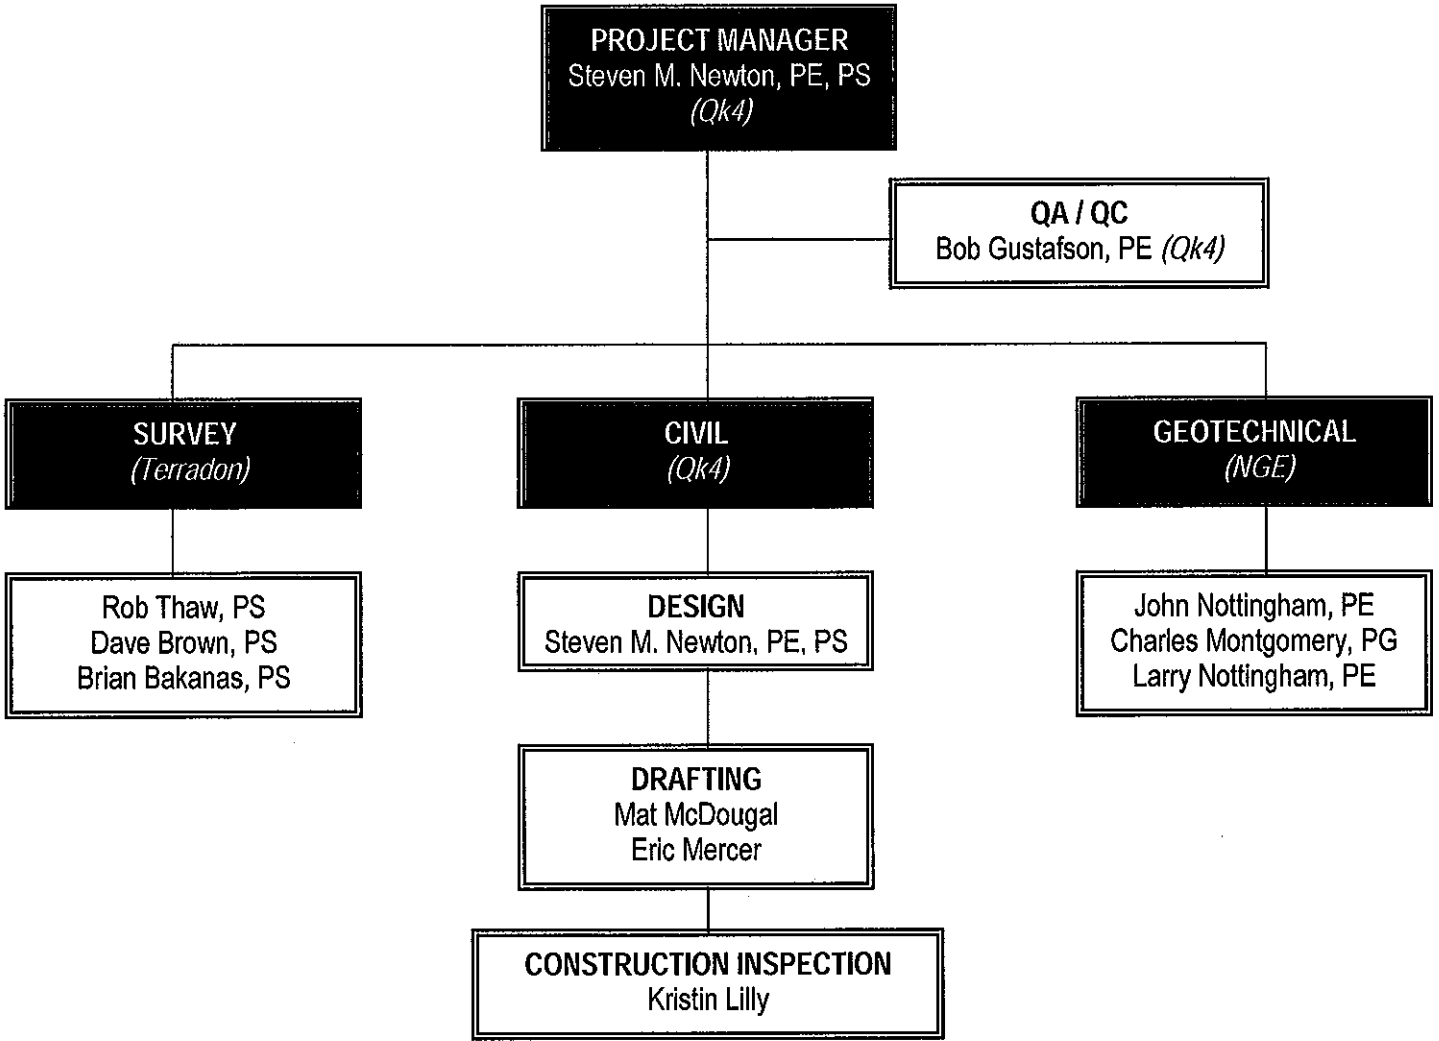 PROJECT MANAGER
Steven M. Newton, PE, PS
(Qk4)
QA / QC
Bob Gustafson, PE (Qk4)
SURVEY
(Terradon)
CIVIL
(Qk4)
GEOTECHNICAL
(NGE)
Rob Thaw, PS
Dave Brown, PS
Brian Bakanas, PS
DESIGN
Steven M. Newton, PE, PS
John Nottingham, PE
Charles Montgomery, PG
Larry Nottingham, PE
DRAFTING
Mat McDougal
Eric Mercer
CONSTRUCTION INSPECTION
Kristin Lilly